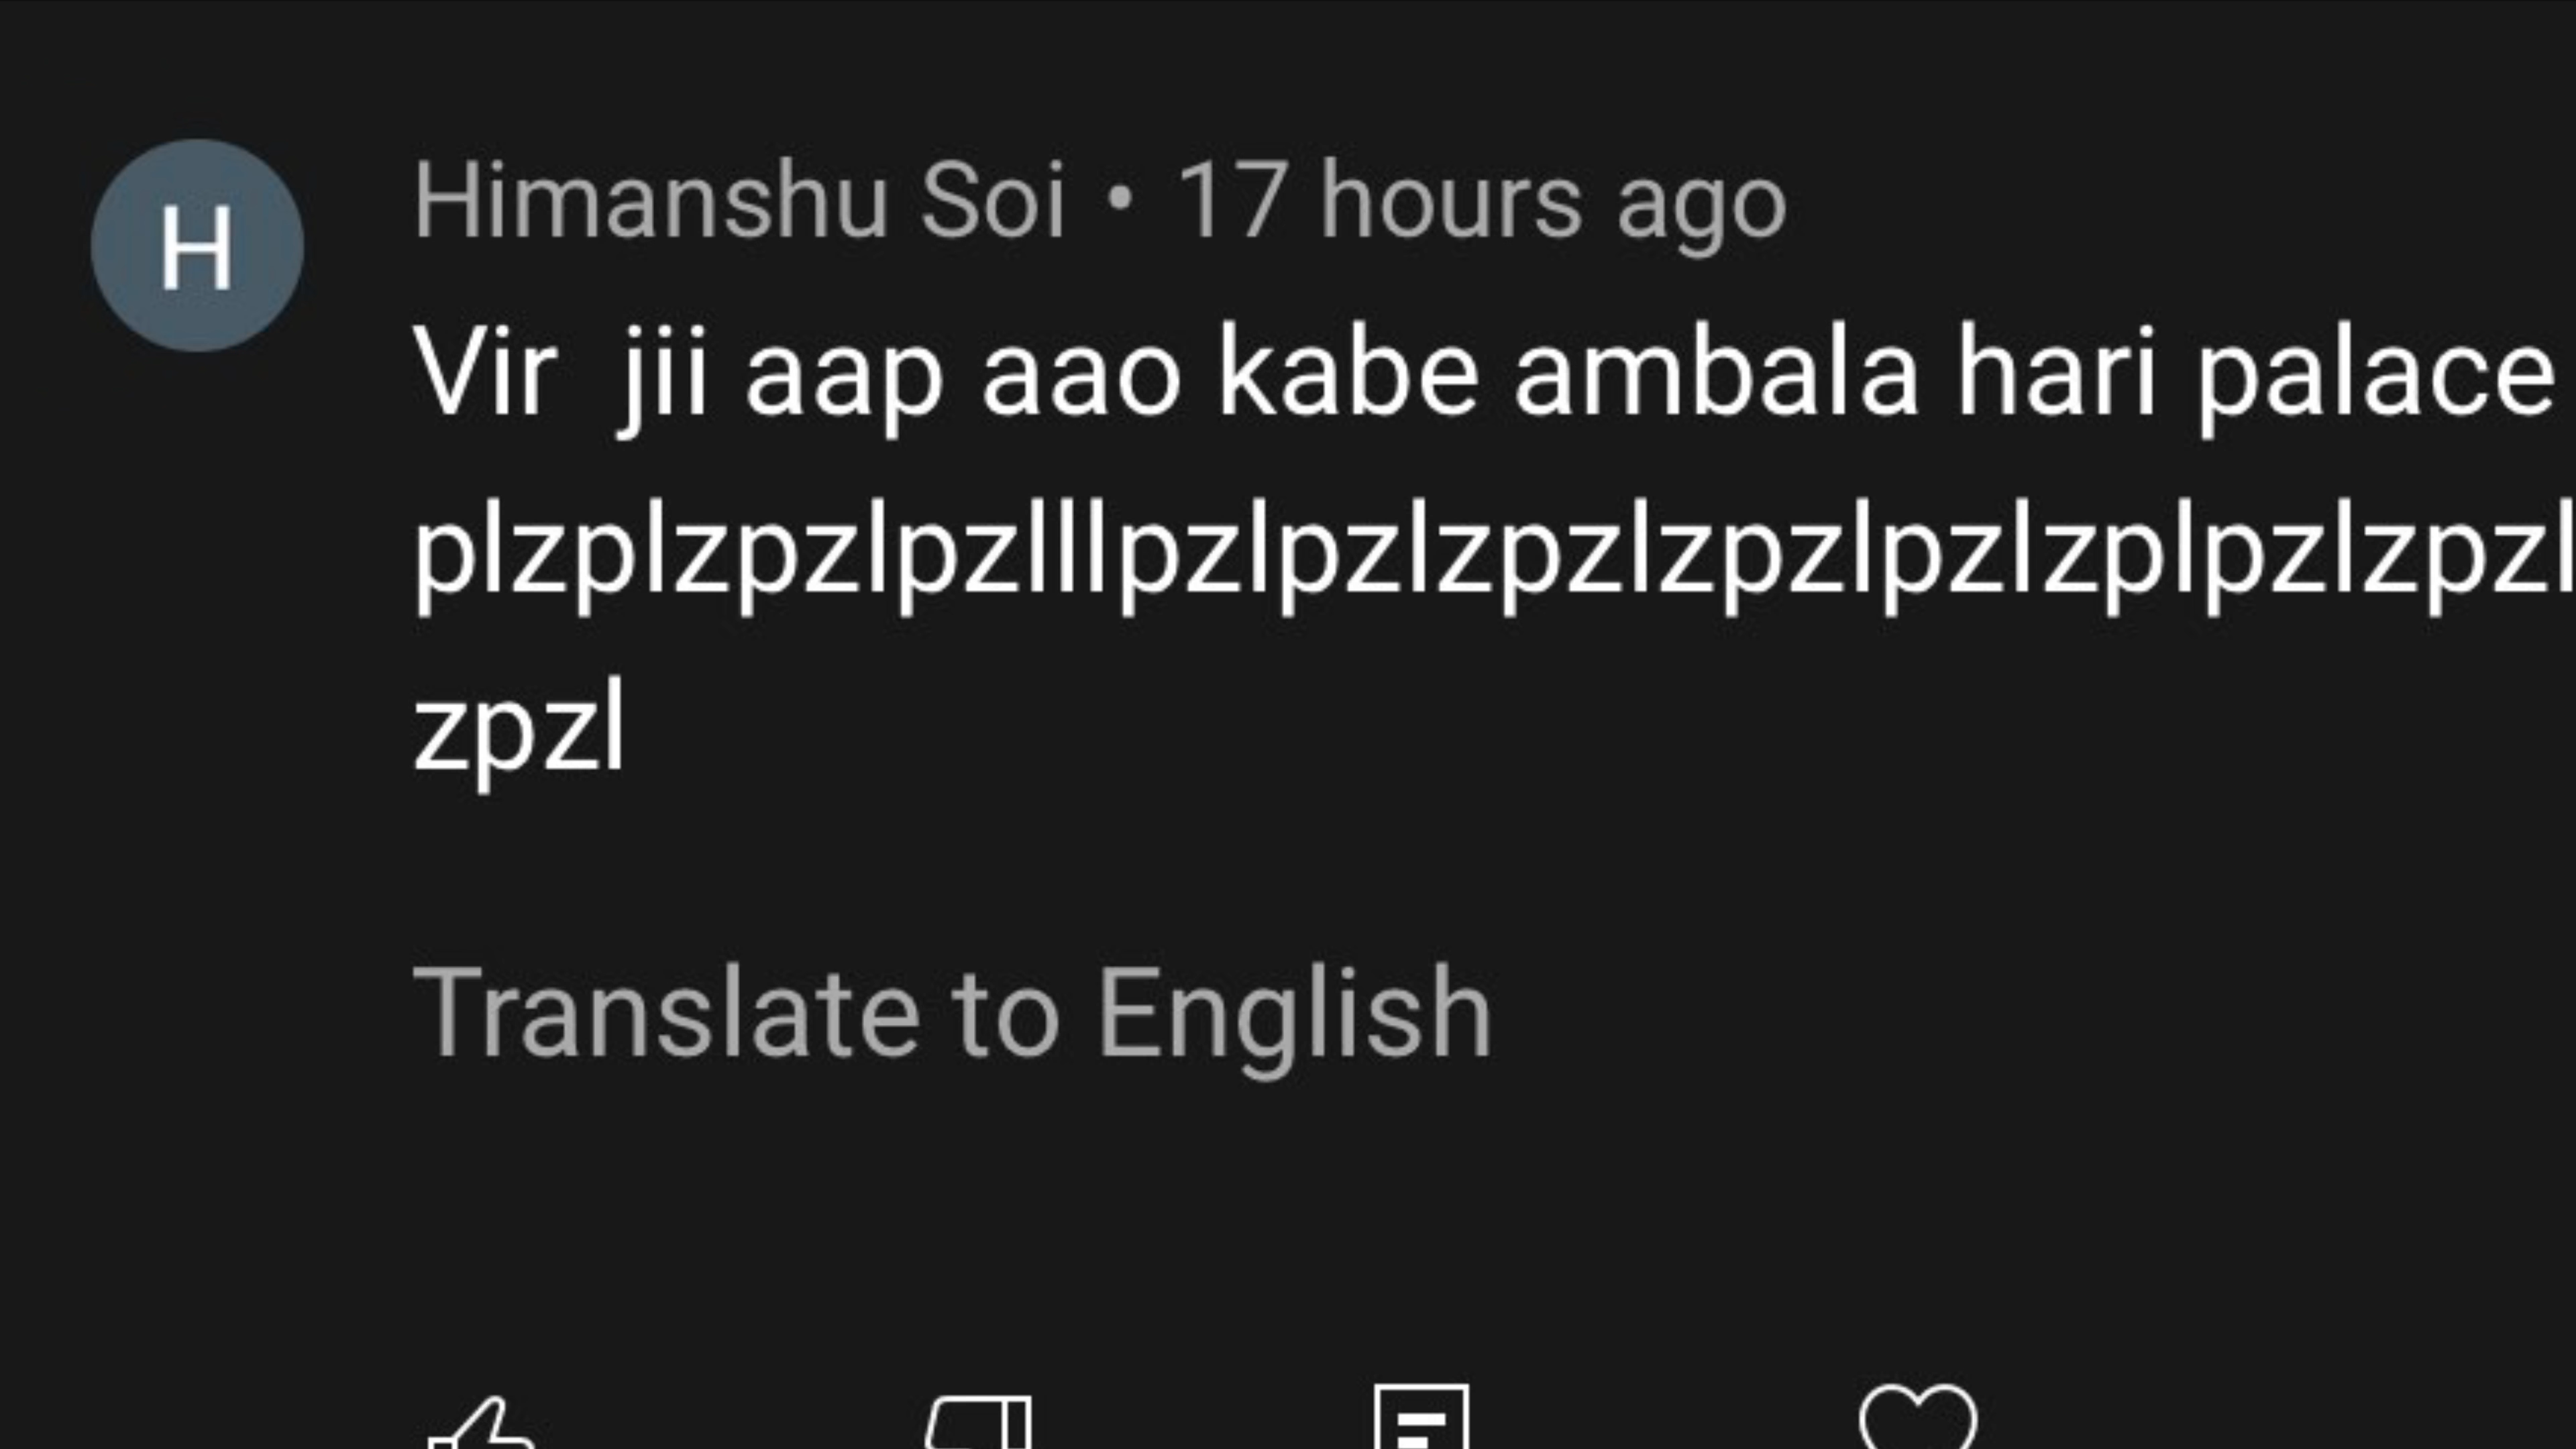 H
Himanshu Soi • 17 hours ago
Vir  jii aap aao kabe ambala hari palace
plzplzpzlpzlllpzlpzlzpzlzpzlpzlzplpzlzpzl
zpzl
Translate to English